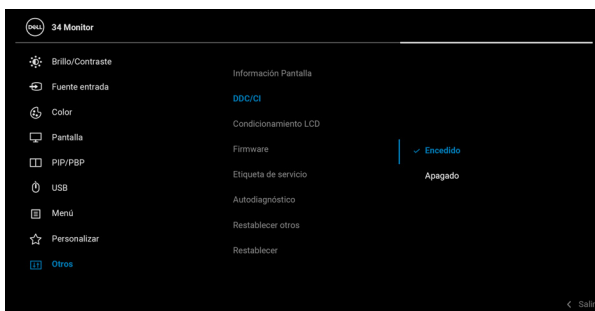 DELL
34 Monitor
Brillo/Contraste
Fuente entrada
Color
Pantalla
PIP/PBP
USB
Menú
Personalizar
Otros
Información Pantalla
DDC/CI
Condicionamiento LCD
Firmware
Etiqueta de servicio
Autodiagnóstico
Restablecer otros
Restablecer
Encedido
Apagado
Salir